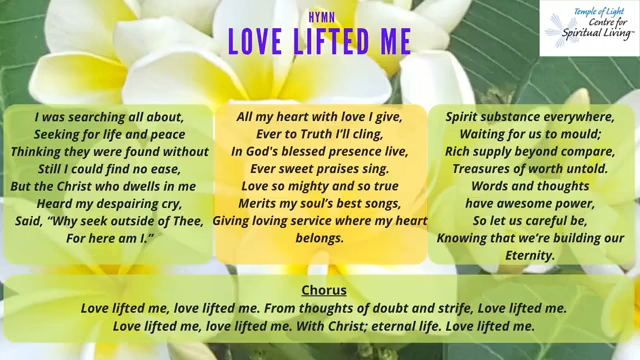 HYMN
LOVE LIFTED ME
Temple of Light
Centre for
Spiritual Living™
I was searching all about,
Seeking for life and peace
Thinking they were found without
Still I could find no ease,
But the Christ who dwells in me
Heard my despairing cry,
Said, “Why seek outside of Thee,
For here am I.”
All my heart with love I give,
Ever to Truth I’ll cling,
In God's blessed presence live,
Ever sweet praises sing.
Love so mighty and so true
Merits my soul’s best songs,
Giving loving service where my heart
belongs.
Spirit substance everywhere,
Waiting for us to mould;
Rich supply beyond compare,
Treasures of worth untold.
Words and thoughts
have awesome power,
So let us careful be,
Knowing that we’re building our
Eternity.
Chorus
Love lifted me, love lifted me. From thoughts of doubt and strife, Love lifted me.
Love lifted me, love lifted me. With Christ; eternal life. Love lifted me.